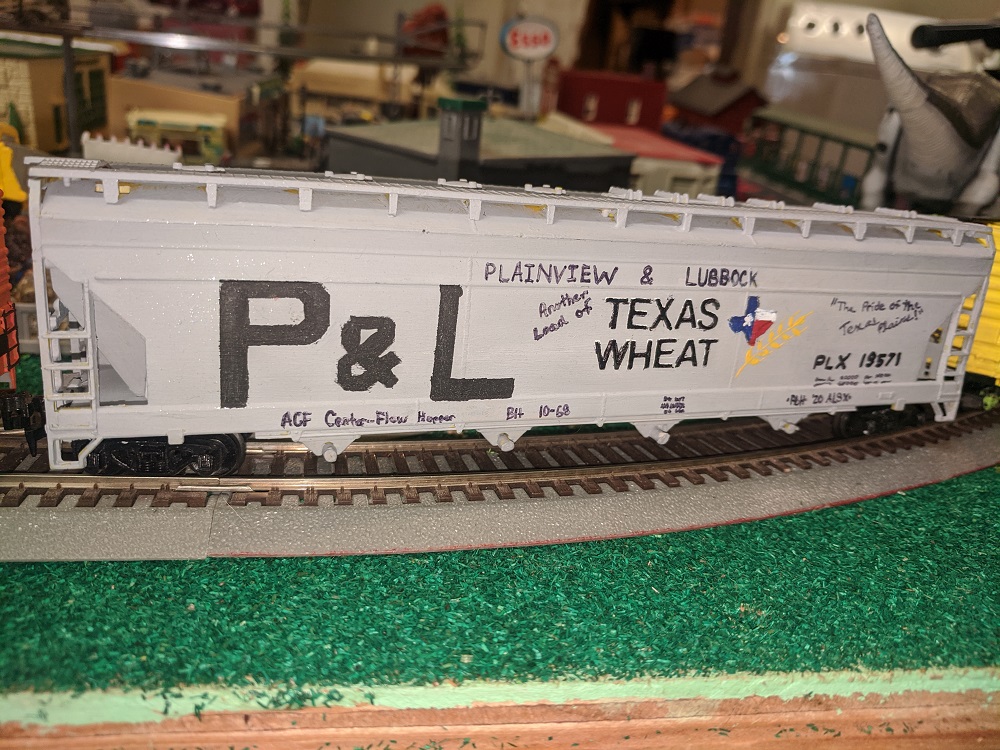 Esso
PLAINVIEW & LUBBOCK
P&L
Another
Load of
TEXAS
WHEAT
"The Pride of the
Texas Plains!"
PLX 19571
ACF Center-Flow Hopper
Blt 10-68